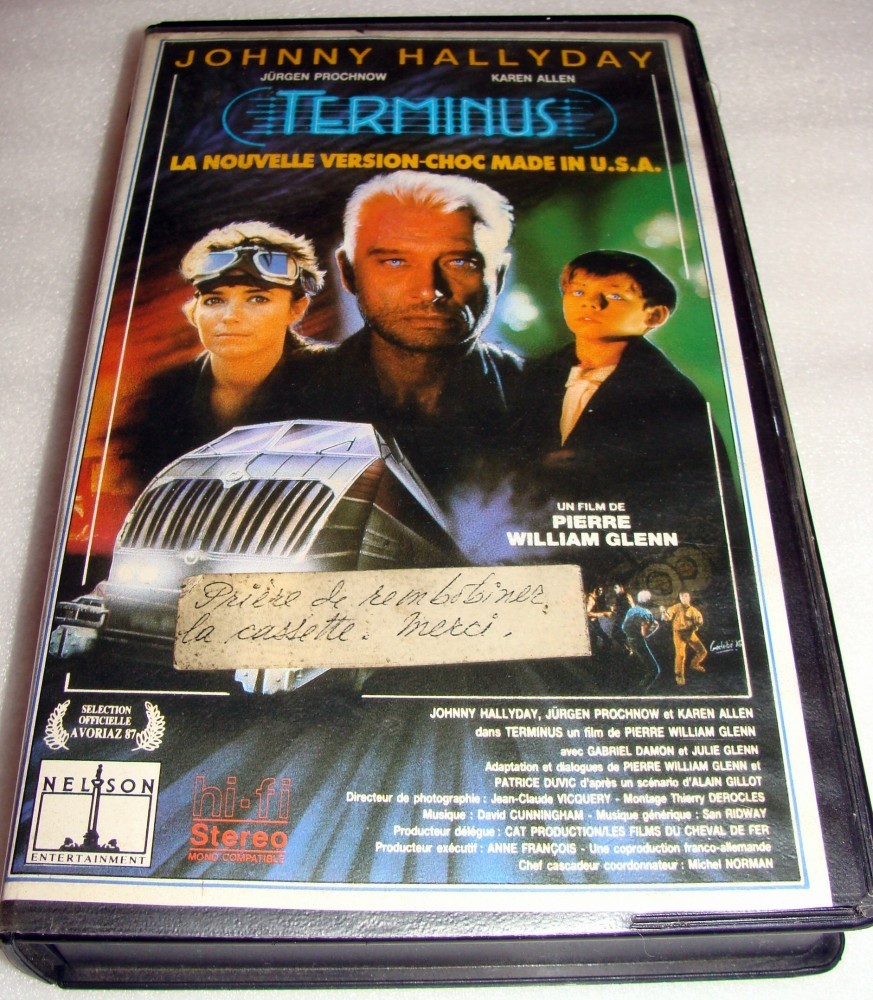 JOHNNY HALLYDAY
JÜRGEN PROCHNOW KAREN ALLEN
TERMINUS
LA NOUVELLE VERSION-CHOC MADE IN U.S.A.
UN FILM DE
PIERRE
WILLIAM GLENN
Prière de rembobiner
la cassette. Merci.
SELECTION
OFFICIELLE
AVORIAZ 87
NELSON
ENTERTAINMENT
hi-fi
Stereo
MONO COMPATIBLE
JOHNNY HALLYDAY, JÜRGEN PROCHNOW et KAREN ALLEN
dans TERMINUS un film de PIERRE WILLIAM GLENN
avec GABRIEL DAMON et JULIE GLENN
Adaptation et dialogues de PIERRE WILLIAM GLENN et
PATRICE DUVIC d'après un scénario d'ALAIN GILLOT
Directeur de photographie : Jean-Claude VICQUERY - Montage Thierry DEROCLES
Musique : David CUNNINGHAM - Musique générique : San RIDWAY
Producteur délégue : CAT PRODUCTION/LES FILMS DU CHEVAL DE FER
Producteur exécutif : ANNE FRANÇOIS - Une coproduction franco-allemande
Chef cascadeur coordonnateur : Michel NORMAN